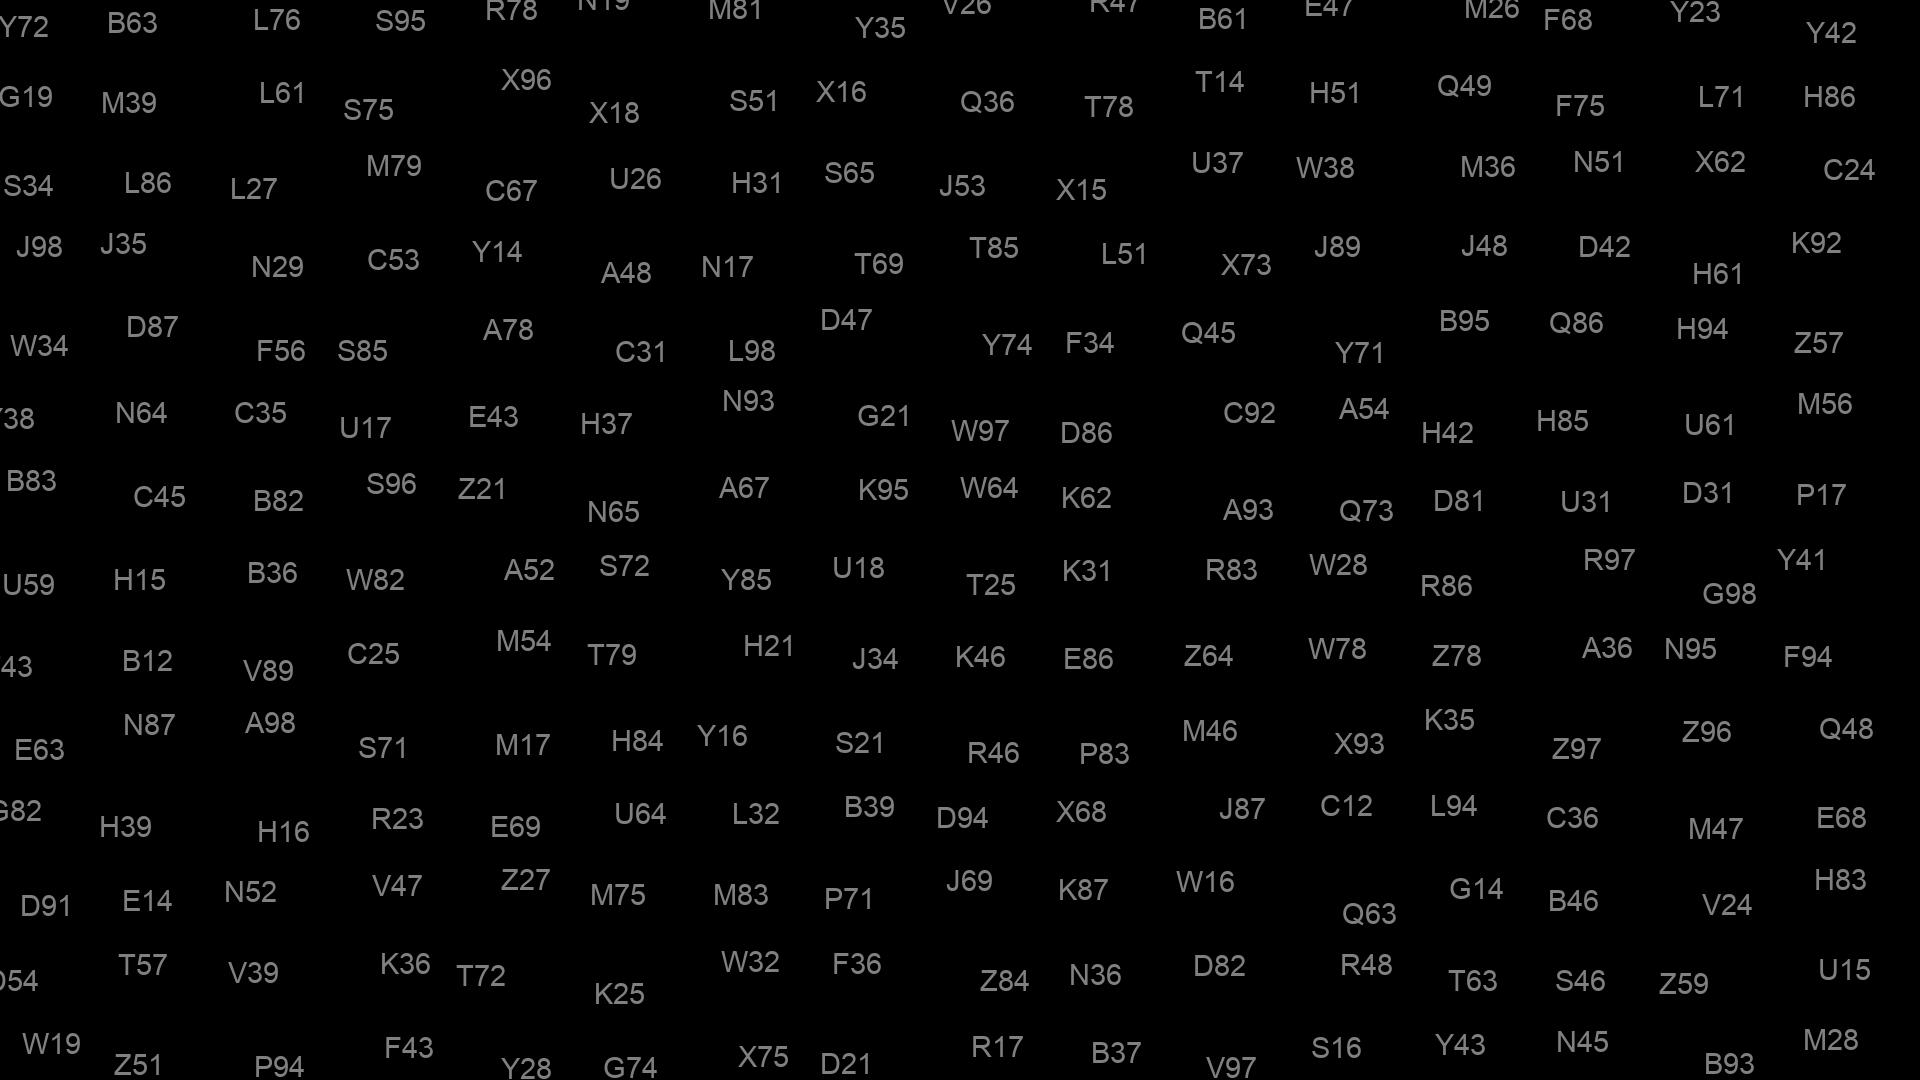 Y72 B63 L76 S95 R78 N19 M81 Y35 V26 R47 B61 E47 M26 F68 Y23 Y42
G19 M39 L61 S75 X96 X18 S51 X16 Q36 T78 T14 H51 Q49 F75 L71 H86
S34 L86 L27 M79 C67 U26 H31 S65 J53 X15 U37 W38 M36 N51 X62 C24
J98 J35 N29 C53 Y14 A48 N17 T69 T85 L51 X73 J89 J48 D42 H61 K92
W34 D87 F56 S85 A78 C31 L98 D47 Y74 F34 Q45 Y71 B95 Q86 H94 Z57
N64 C35 U17 E43 H37 N93 G21 W97 D86 C92 A54 H42 H85 U61 M56
B83 C45 B82 S96 Z21 N65 A67 K95 W64 K62 A93 Q73 D81 U31 D31 P17
U59 H15 B36 W82 A52 S72 Y85 U18 T25 K31 R83 W28 R86 R97 G98 Y41
43 B12 V89 C25 M54 T79 H21 J34 K46 E86 Z64 W78 Z78 A36 N95 F94
E63 N87 A98 S71 M17 H84 Y16 S21 R46 P83 M46 X93 K35 Z97 Z96 Q48
G82 H39 H16 R23 E69 U64 L32 B39 D94 X68 J87 C12 L94 C36 M47 E68
D91 E14 N52 V47 Z27 M75 M83 P71 J69 K87 W16 Q63 G14 B46 V24 H83
T57 V39 K36 T72 K25 W32 F36 Z84 N36 D82 R48 T63 S46 Z59 U15
W19 Z51 P94 F43 Y28 G74 X75 D21 R17 B37 V97 S16 Y43 N45 B93 M28